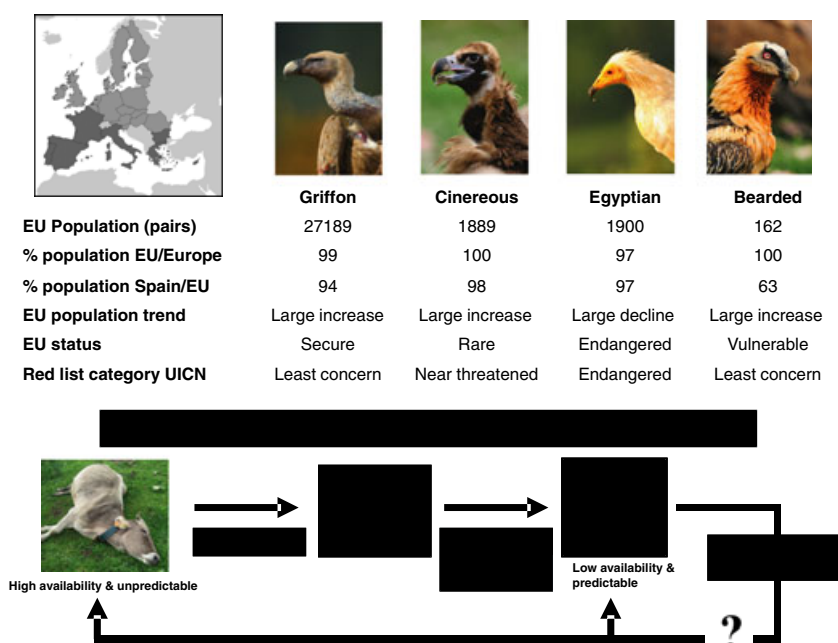 Griffon Cinereous Egyptian Bearded
EU Population (pairs) 27189 1889 1900 162
% population EU/Europe 99 100 97 100
% population Spain/EU 94 98 97 63
EU population trend Large increase Large increase Large decline Large increase
EU status Secure Rare Endangered Vulnerable
Red list category UICN Least concern Near threatened Endangered Least concern
High availability & unpredictable
Low availability &
predictable
?